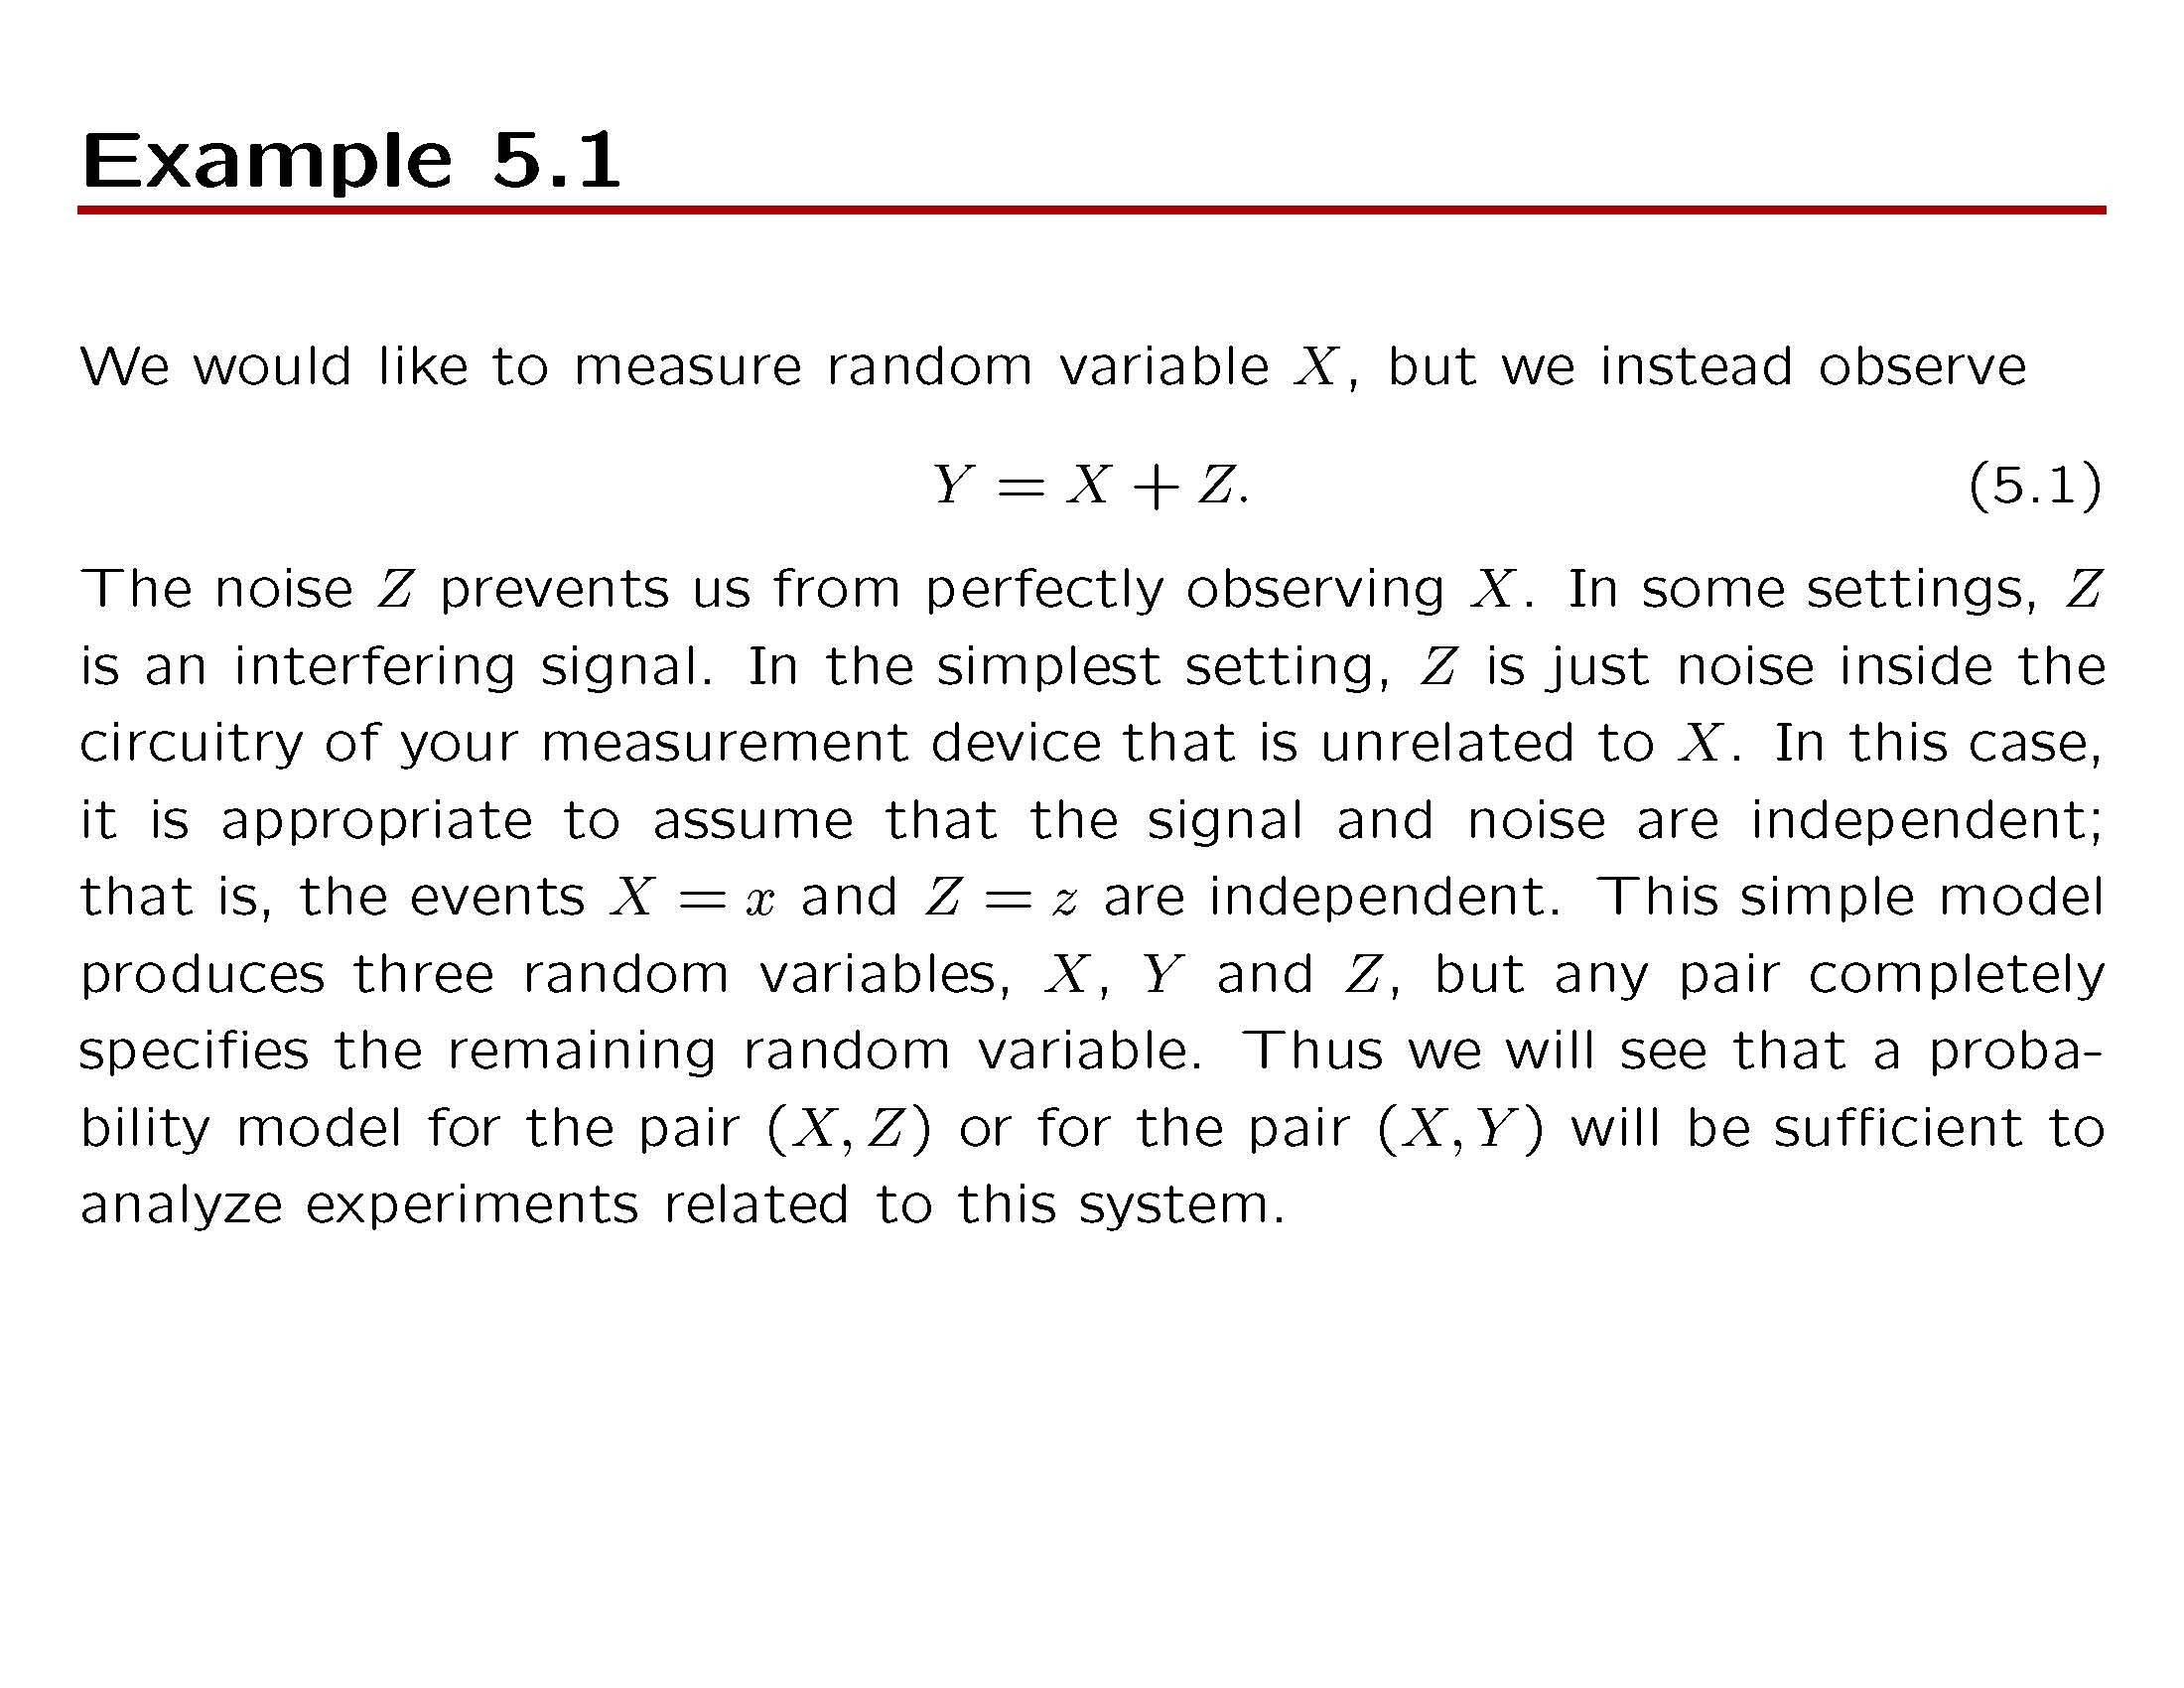 Example 5.1
We would like to measure random variable X, but we instead observe
Y = X + Z. (5.1)
The noise Z prevents us from perfectly observing X. In some settings, Z
is an interfering signal. In the simplest setting, Z is just noise inside the
circuitry of your measurement device that is unrelated to X. In this case,
it is appropriate to assume that the signal and noise are independent;
that is, the events X = x and Z = z are independent. This simple model
produces three random variables, X, Y and Z, but any pair completely
specifies the remaining random variable. Thus we will see that a proba-
bility model for the pair (X, Z) or for the pair (X, Y) will be sufficient to
analyze experiments related to this system.